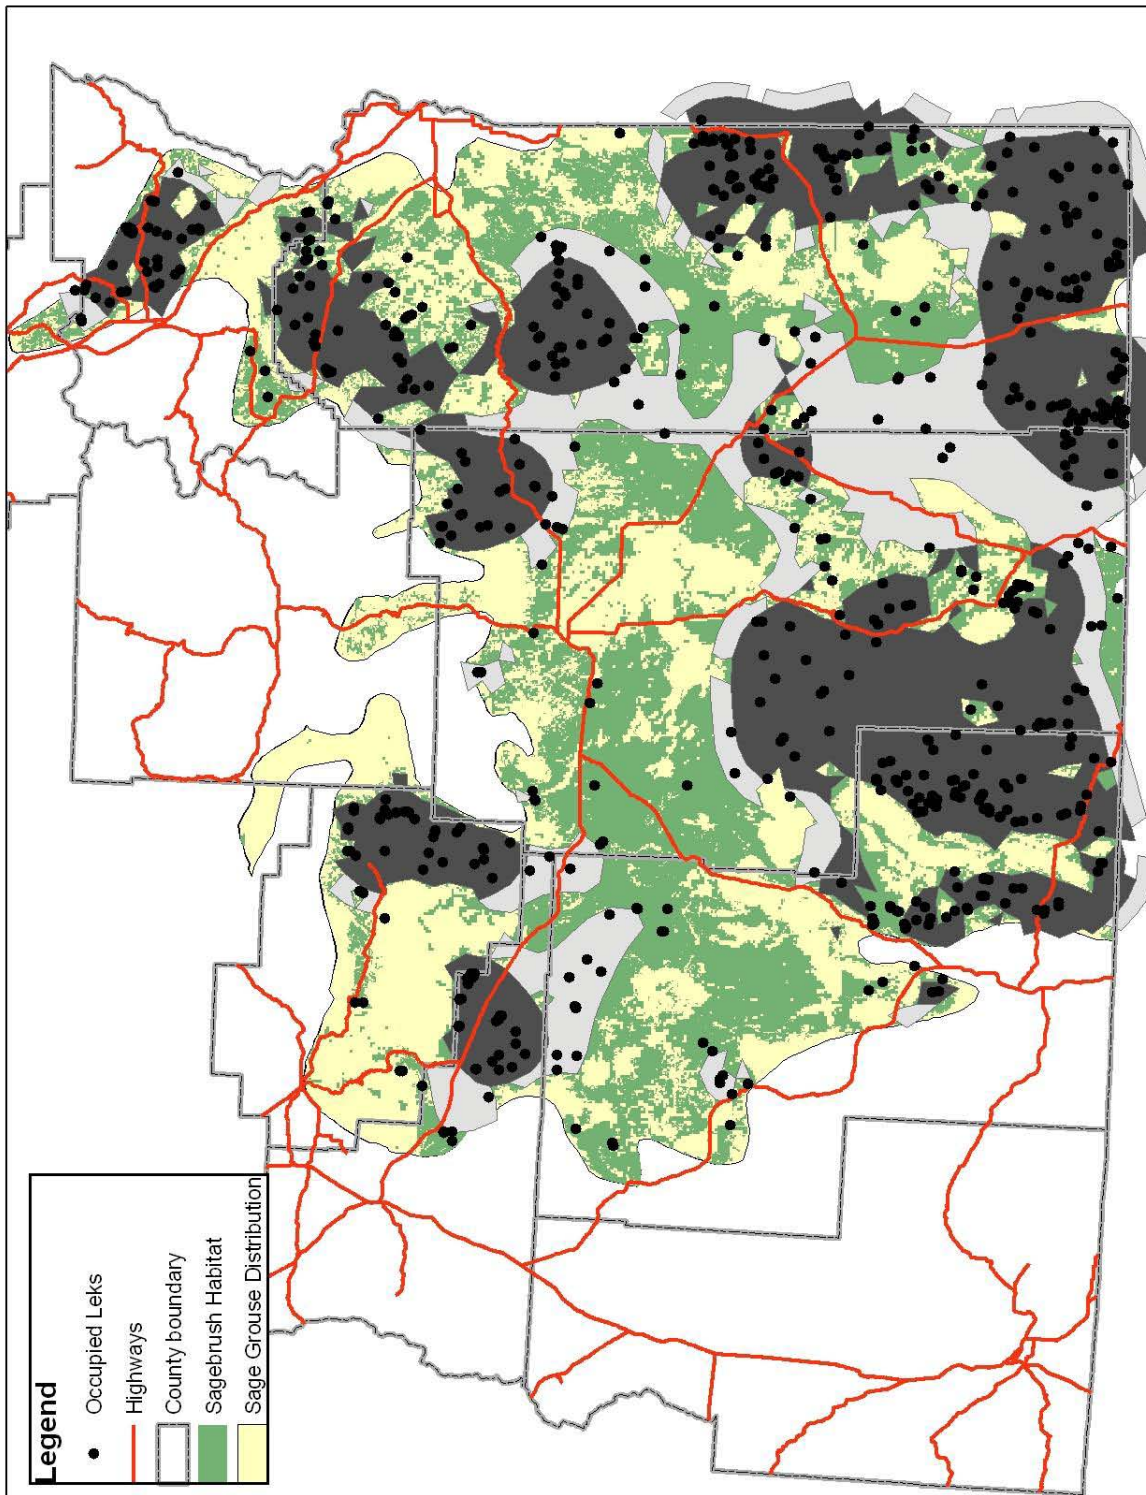 Legend
Occupied Leks
Highways
County boundary
Sagebrush Habitat
Sage Grouse Distribution